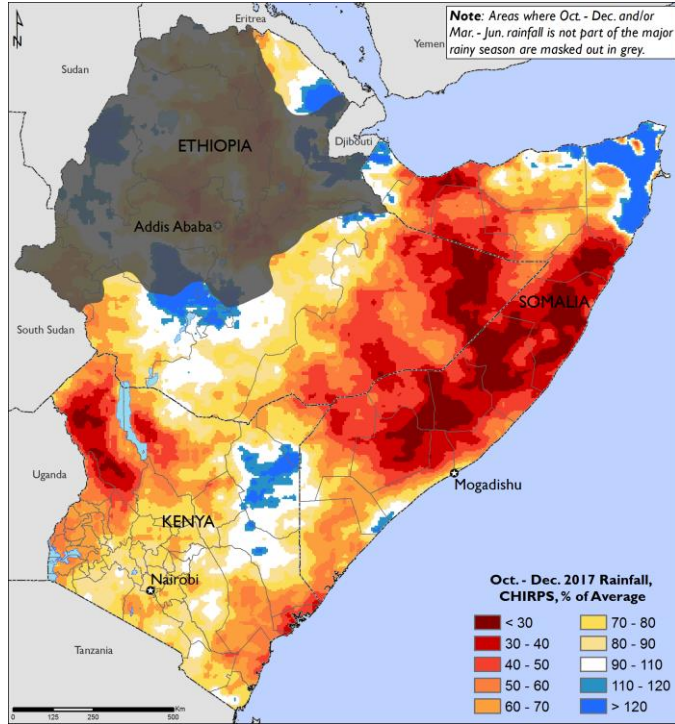 Note: Areas where Oct. - Dec. and/or
Mar. - Jun. rainfall is not part of the major
rainy season are masked out in grey.
N
Eritrea
Yemen
Sudan
Djibouti
ETHIOPIA
Addis Ababa
SOMALIA
South Sudan
Uganda
Mogadishu
KENYA
Nairobi
Tanzania
Oct. - Dec. 2017 Rainfall,
CHIRPS, % of Average
< 30
30 - 40
40 - 50
50 - 60
60 - 70
70 - 80
80 - 90
90 - 110
110 - 120
> 120
Km
0 125 250 500